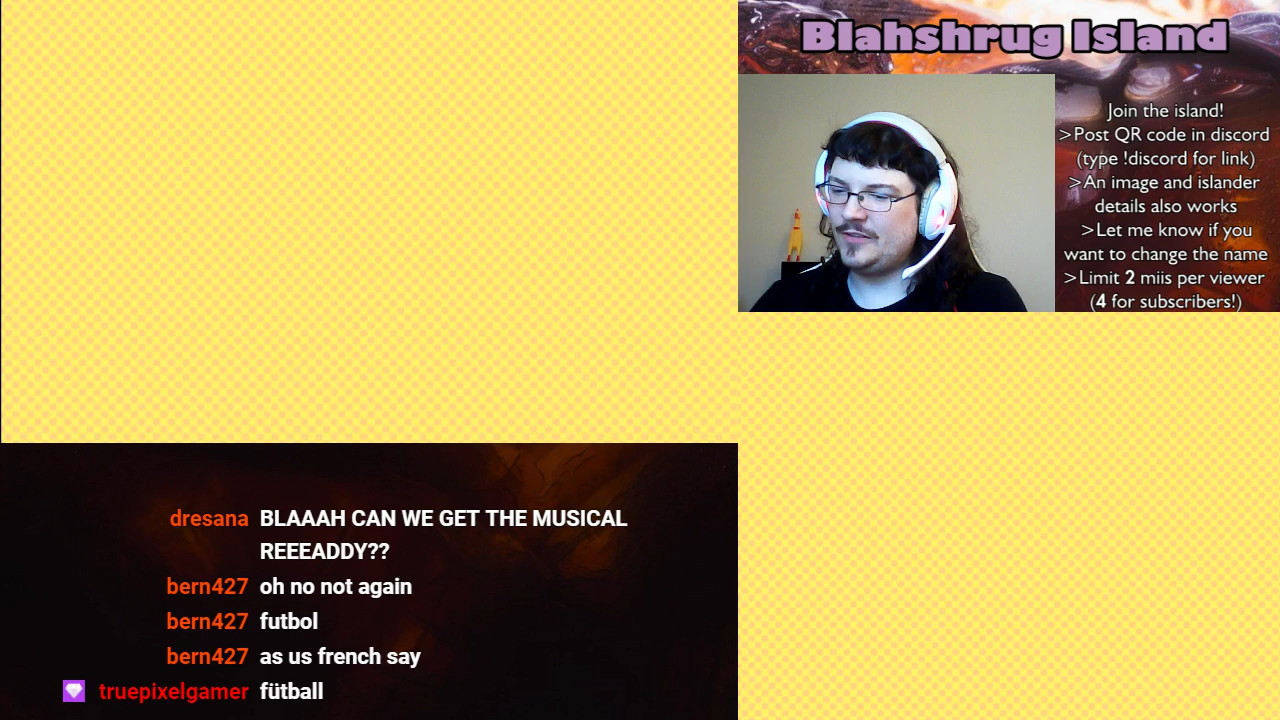 Blahshrug Island
Join the island!
>Post QR code in discord
(type !discord for link)
>An image and islander
details also works
>Let me know if you
want to change the name
>Limit 2 miis per viewer
(4 for subscribers!)
dresana BLAAAH CAN WE GET THE MUSICAL
REEEADDY??
bern427 oh no not again
bern427 futbol
bern427 as us french say
truepixelgamer fütball